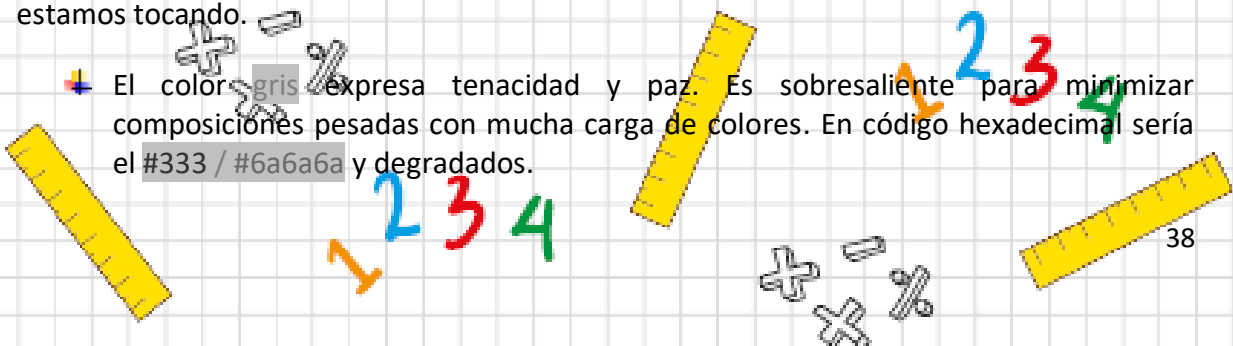 estamos tocando.
El color gris expresa tenacidad y paz. Es sobresaliente para minimizar
composiciones pesadas con mucha carga de colores. En código hexadecimal sería
el #333 / #6a6a6a y degradados.
1 2 3 4
1 2 3 4
38